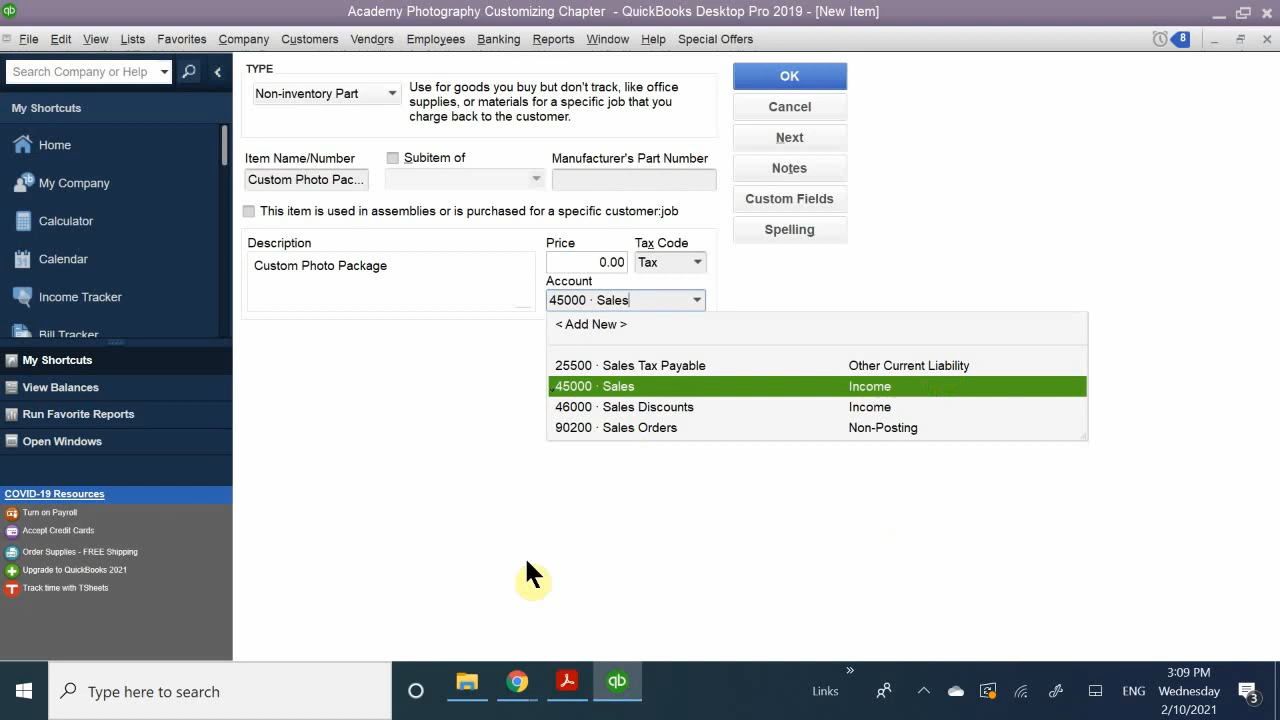 Academy Photography Customizing Chapter - QuickBooks Desktop Pro 2019 - [New Item]
File Edit View Lists Favorites Company Customers Vendors Employees Banking Reports Window Help Special Offers
8
Search Company or Help
My Shortcuts
Home
My Company
Calculator
Calendar
Income Tracker
Bill Tracker
My Shortcuts
View Balances
Run Favorite Reports
Open Windows
COVID-19 Resources
Turn on Payroll
Accept Credit Cards
Order Supplies - FREE Shipping
Upgrade to QuickBooks 2021
Track time with TSheets
TYPE
Non-inventory Part
Use for goods you buy but don't track, like office
supplies, or materials for a specific job that you
charge back to the customer.
Item Name/Number
Subitem of
Manufacturer's Part Number
Custom Photo Pac...
This item is used in assemblies or is purchased for a specific customer:job
Description
Price
Tax Code
Custom Photo Package
0.00
Tax
Account
45000 · Sales
< Add New >
25500 · Sales Tax Payable Other Current Liability
45000 · Sales Income
46000 · Sales Discounts Income
90200 · Sales Orders Non-Posting
OK
Cancel
Next
Notes
Custom Fields
Spelling
Type here to search
qb
Links
»
ENG
3:09 PM
Wednesday
2/10/2021
3